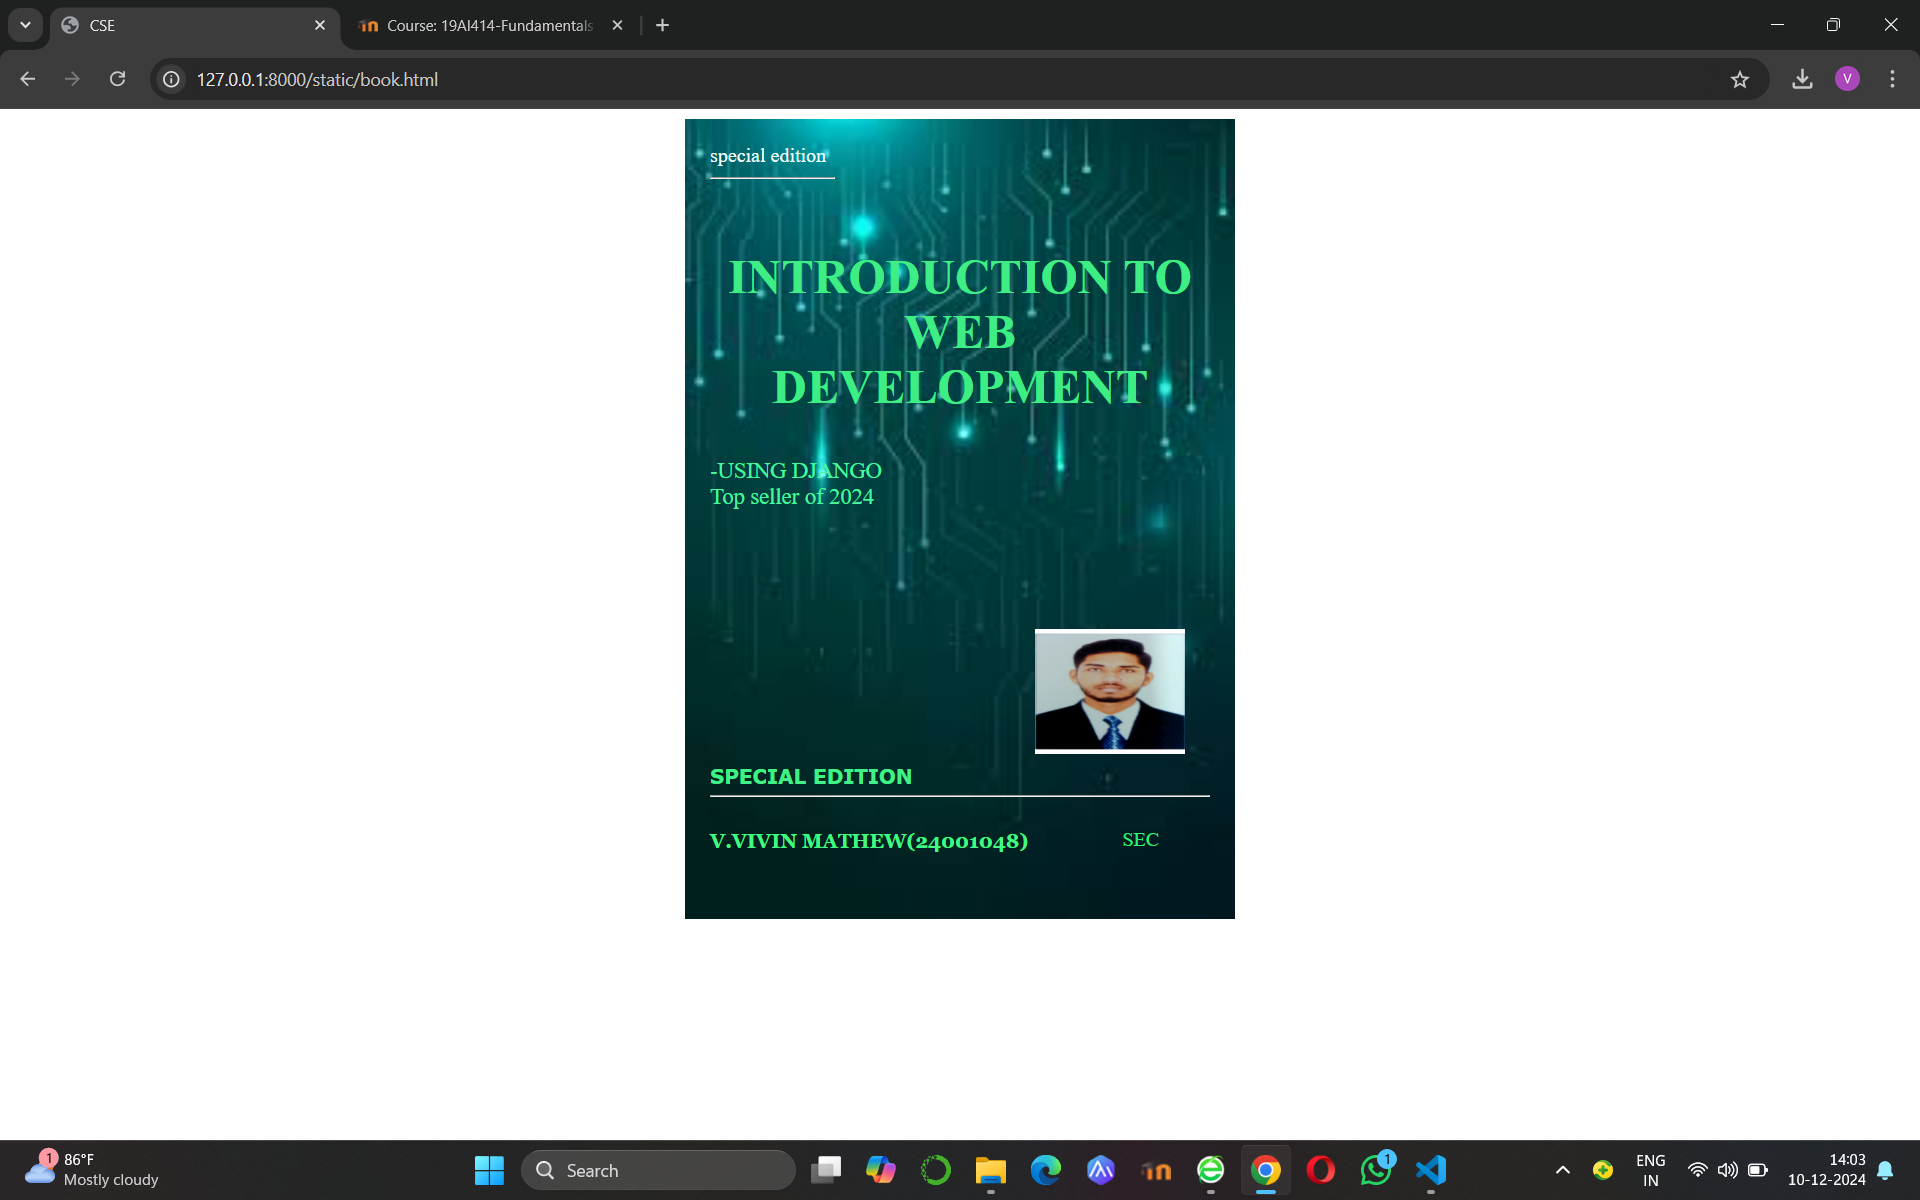 CSE
Course: 19AI414-Fundamentals
127.0.0.1:8000/static/book.html
V
special edition
INTRODUCTION TO
WEB
DEVELOPMENT
-USING DJANGO
Top seller of 2024
SPECIAL EDITION
V.VIVIN MATHEW(24001048)
SEC
1
86°F
Mostly cloudy
Search
1
ENG
IN
14:03
10-12-2024